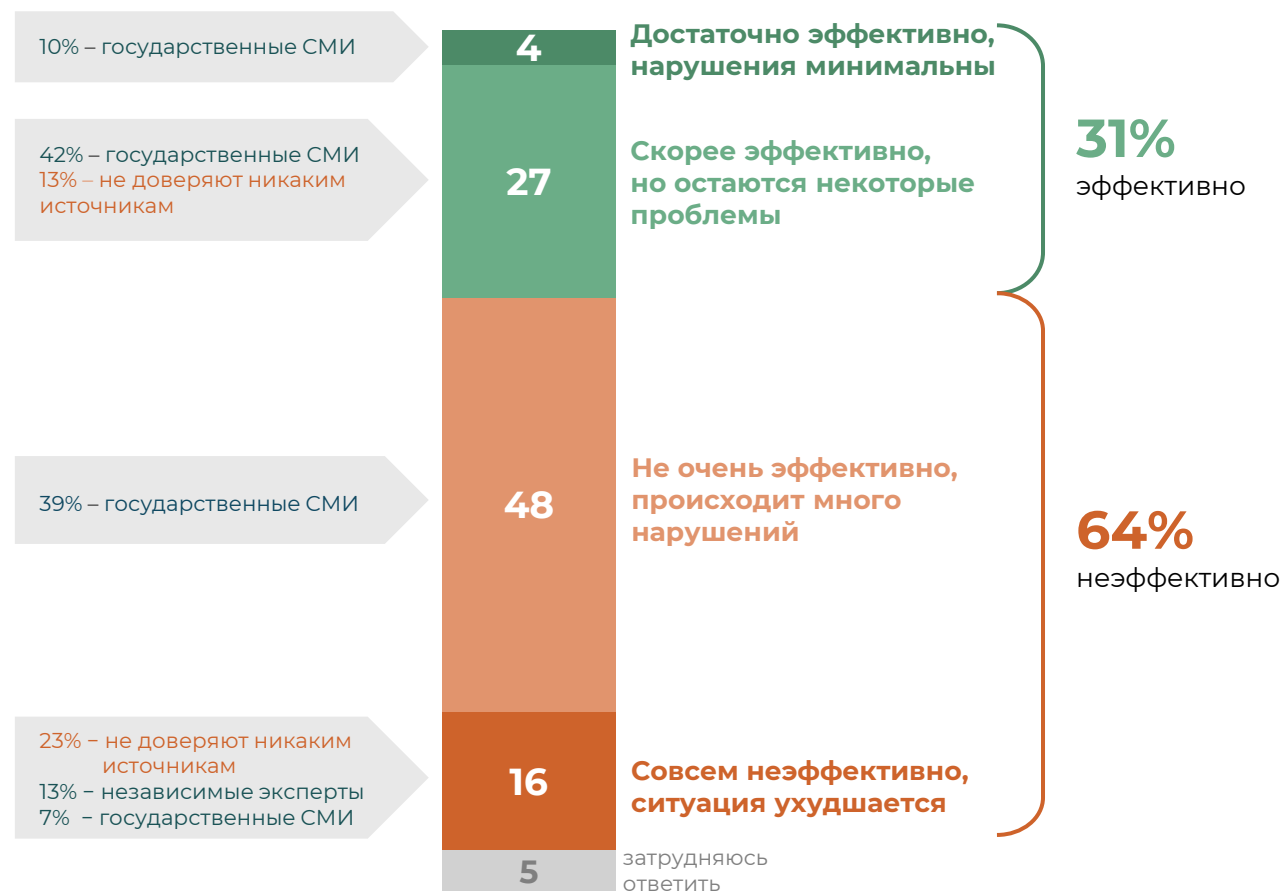 10% – государственные СМИ
4
Достаточно эффективно,
нарушения минимальны
42% – государственные СМИ
13% – не доверяют никаким
источникам
27
Скорее эффективно,
но остаются некоторые
проблемы
31%
эффективно
39% – государственные СМИ
48
Не очень эффективно,
происходит много
нарушений
64%
неэффективно
23% – не доверяют никаким
источникам
13% – независимые эксперты
7% – государственные СМИ
16
Совсем неэффективно,
ситуация ухудшается
5
затрудняюсь
ответить